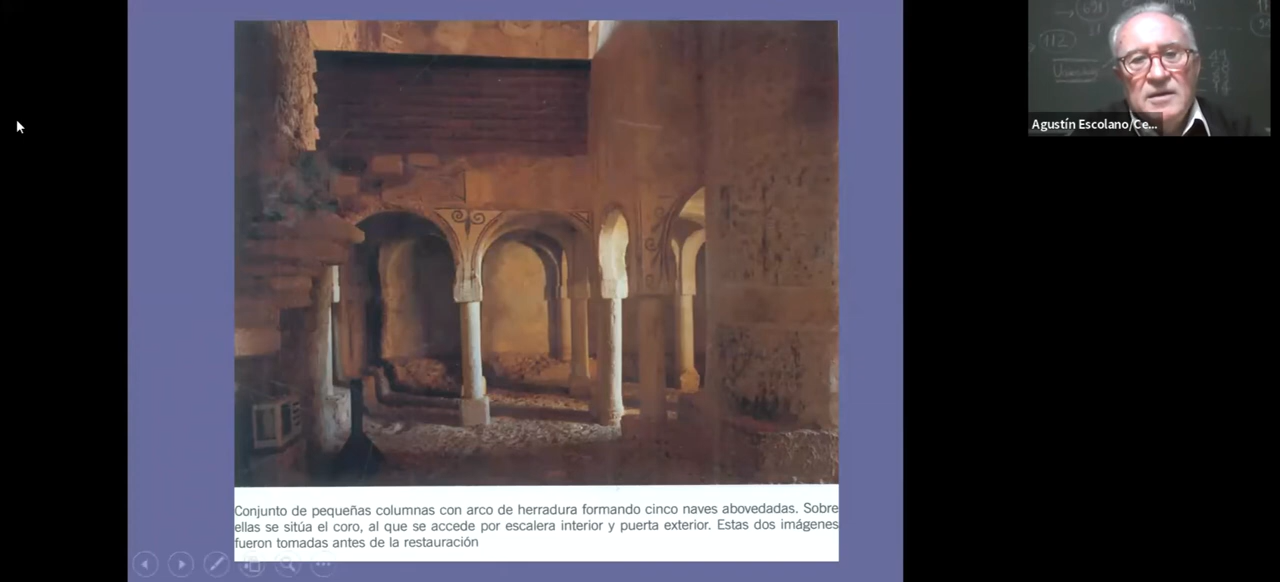 Agustín Escolano/Ce...
Conjunto de pequeñas columnas con arco de herradura formando cinco naves abovedadas. Sobre
ellas se sitúa el coro, al que se accede por escalera interior y puerta exterior. Estas dos imágenes
fueron tomadas antes de la restauración